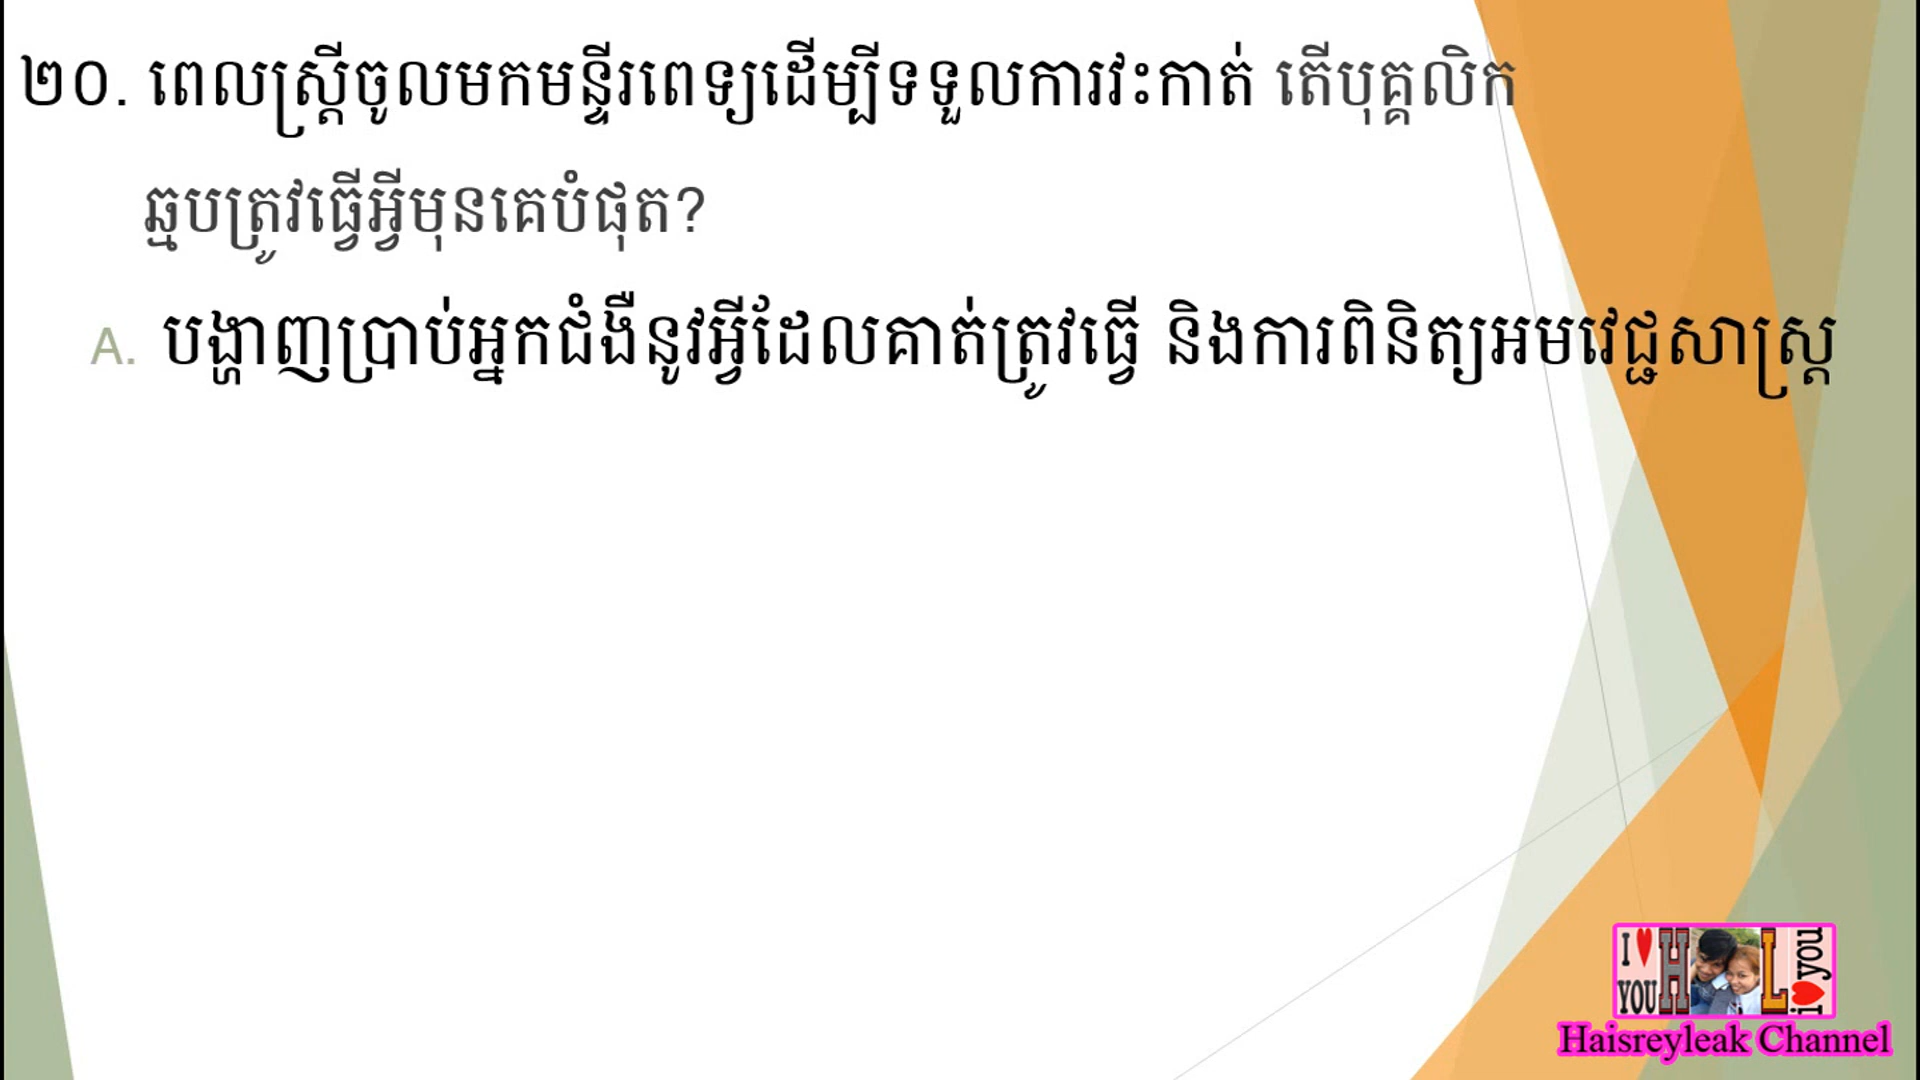 ២០. ពេលស្ត្រីចូលមកមន្ទីរពេទ្យដើម្បីទទួលការវះកាត់ តើបុគ្គលិក
ឆ្មបត្រូវធ្វើអ្វីមុនគេបំផុត?
A. បង្ហាញប្រាប់អ្នកជំងឺនូវអ្វីដែលគាត់ត្រូវធ្វើ និងការពិនិត្យអមវេជ្ជសាស្ត្រ
I ♥ YOU H L i ♥ you
Haisreyleak Channel